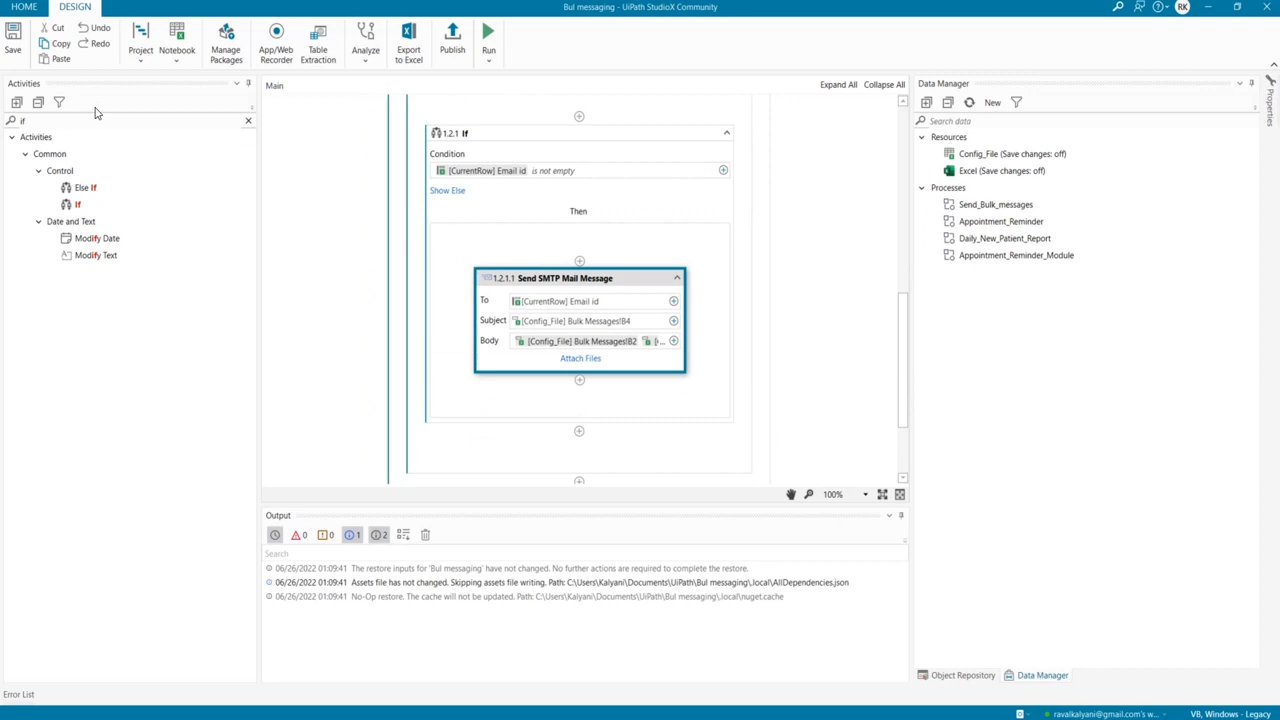 HOME DESIGN Bul messaging - UiPath StudioX Community RK
Save Cut Copy Paste Undo Redo Project Notebook Manage Packages App/Web Recorder Table Extraction Analyze Export to Excel Publish Run
Activities
if
Activities
Common
Control
Else If
If
Date and Text
Modify Date
Modify Text
Main Expand All Collapse All
1.2.1 If
Condition
[CurrentRow] Email id is not empty
Show Else
Then
1.2.1.1 Send SMTP Mail Message
To [CurrentRow] Email id
Subject [Config_File] Bulk Messages!B4
Body [Config_File] Bulk Messages!B2 [...
Attach Files
100%
Output
0 0 1 2
Search
06/26/2022 01:09:41 The restore inputs for 'Bul messaging' have not changed. No further actions are required to complete the restore.
06/26/2022 01:09:41 Assets file has not changed. Skipping assets file writing. Path: C:\Users\Kalyani\Documents\UiPath\Bul messaging\.local\AllDependencies.json
06/26/2022 01:09:41 No-Op restore. The cache will not be updated. Path: C:\Users\Kalyani\Documents\UiPath\Bul messaging\.local\nuget.cache
Data Manager
New
Search data
Resources
Config_File (Save changes: off)
Excel (Save changes: off)
Processes
Send_Bulk_messages
Appointment_Reminder
Daily_New_Patient_Report
Appointment_Reminder_Module
Object Repository Data Manager
Properties
Error List
ravalkalyani@gmail.com's w... VB, Windows - Legacy